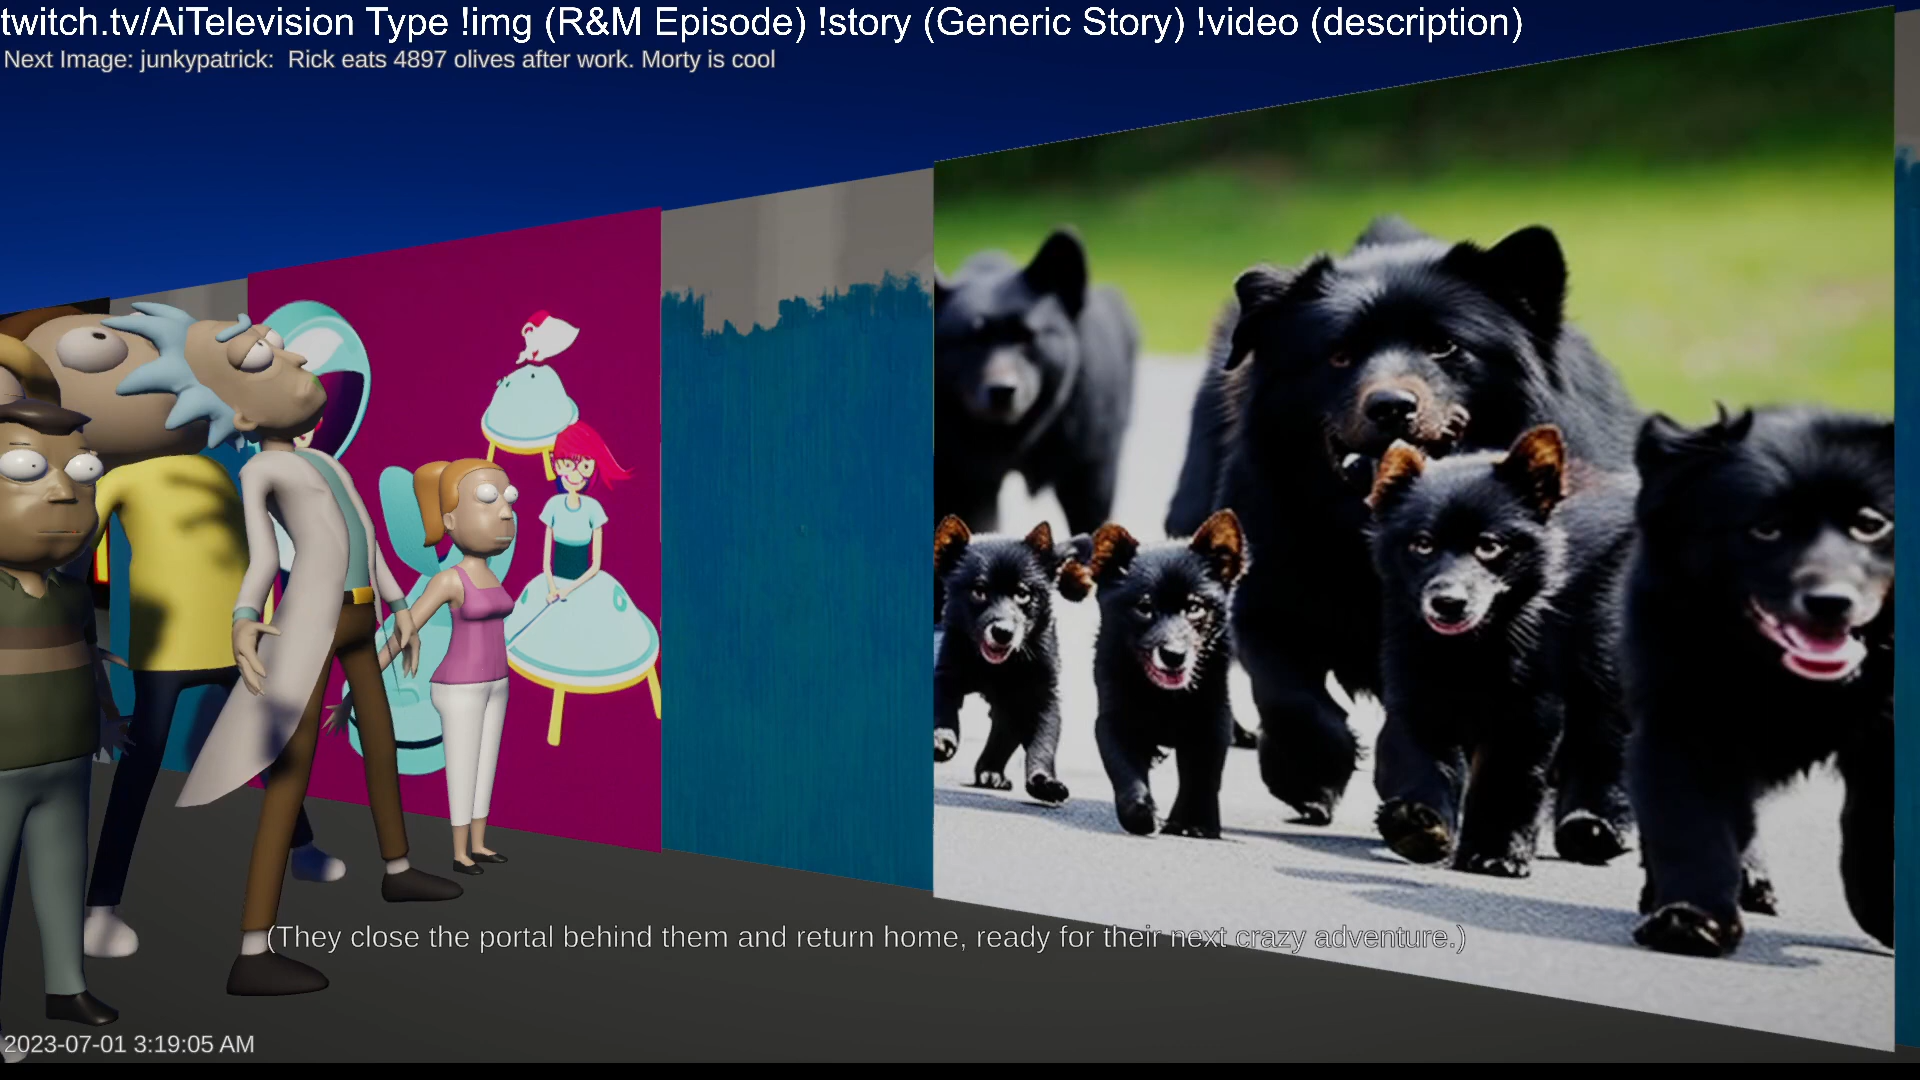 twitch.tv/AiTelevision Type !img (R&M Episode) !story (Generic Story) !video (description)
Next Image: junkypatrick:  Rick eats 4897 olives after work. Morty is cool
(They close the portal behind them and return home, ready for their next crazy adventure.)
2023-07-01 3:19:05 AM